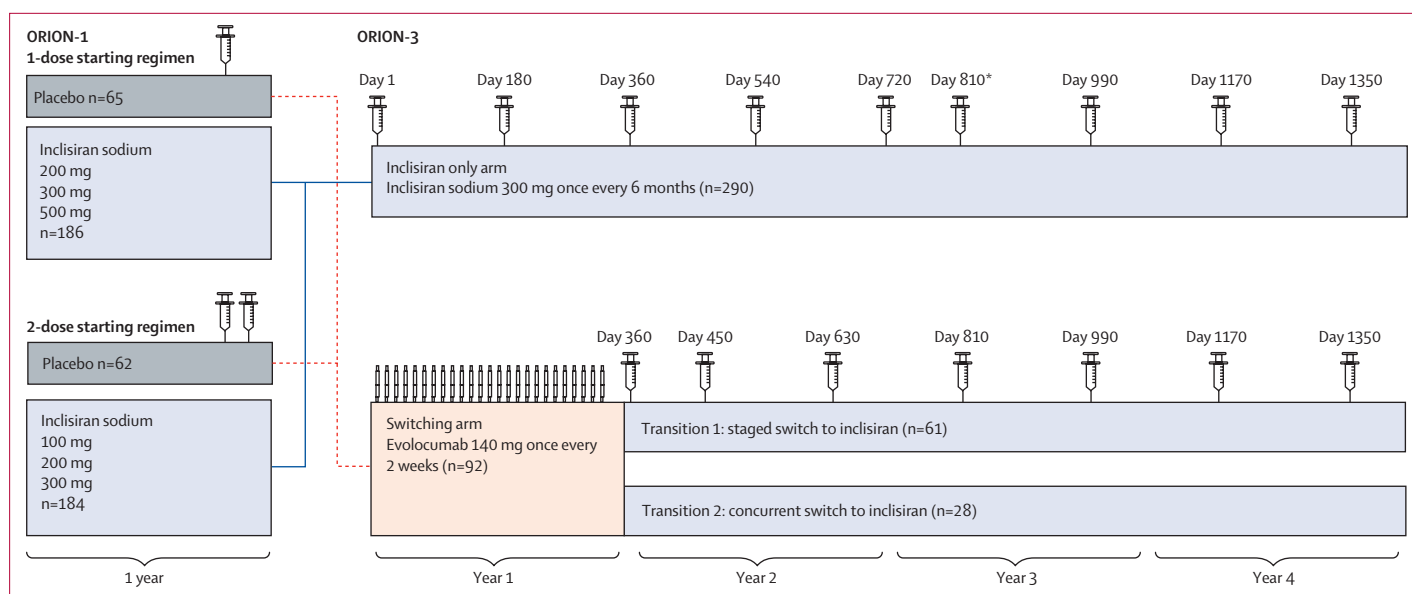 ORION-1
1-dose starting regimen
Placebo n=65
Inclisiran sodium
200 mg
300 mg
500 mg
n=186
2-dose starting regimen
Placebo n=62
Inclisiran sodium
100 mg
200 mg
300 mg
n=184
1 year
ORION-3
Day 1 Day 180 Day 360 Day 540 Day 720 Day 810* Day 990 Day 1170 Day 1350
Inclisiran only arm
Inclisiran sodium 300 mg once every 6 months (n=290)
Day 360 Day 450 Day 630 Day 810 Day 990 Day 1170 Day 1350
Switching arm
Evolocumab 140 mg once every
2 weeks (n=92)
Transition 1: staged switch to inclisiran (n=61)
Transition 2: concurrent switch to inclisiran (n=28)
Year 1 Year 2 Year 3 Year 4